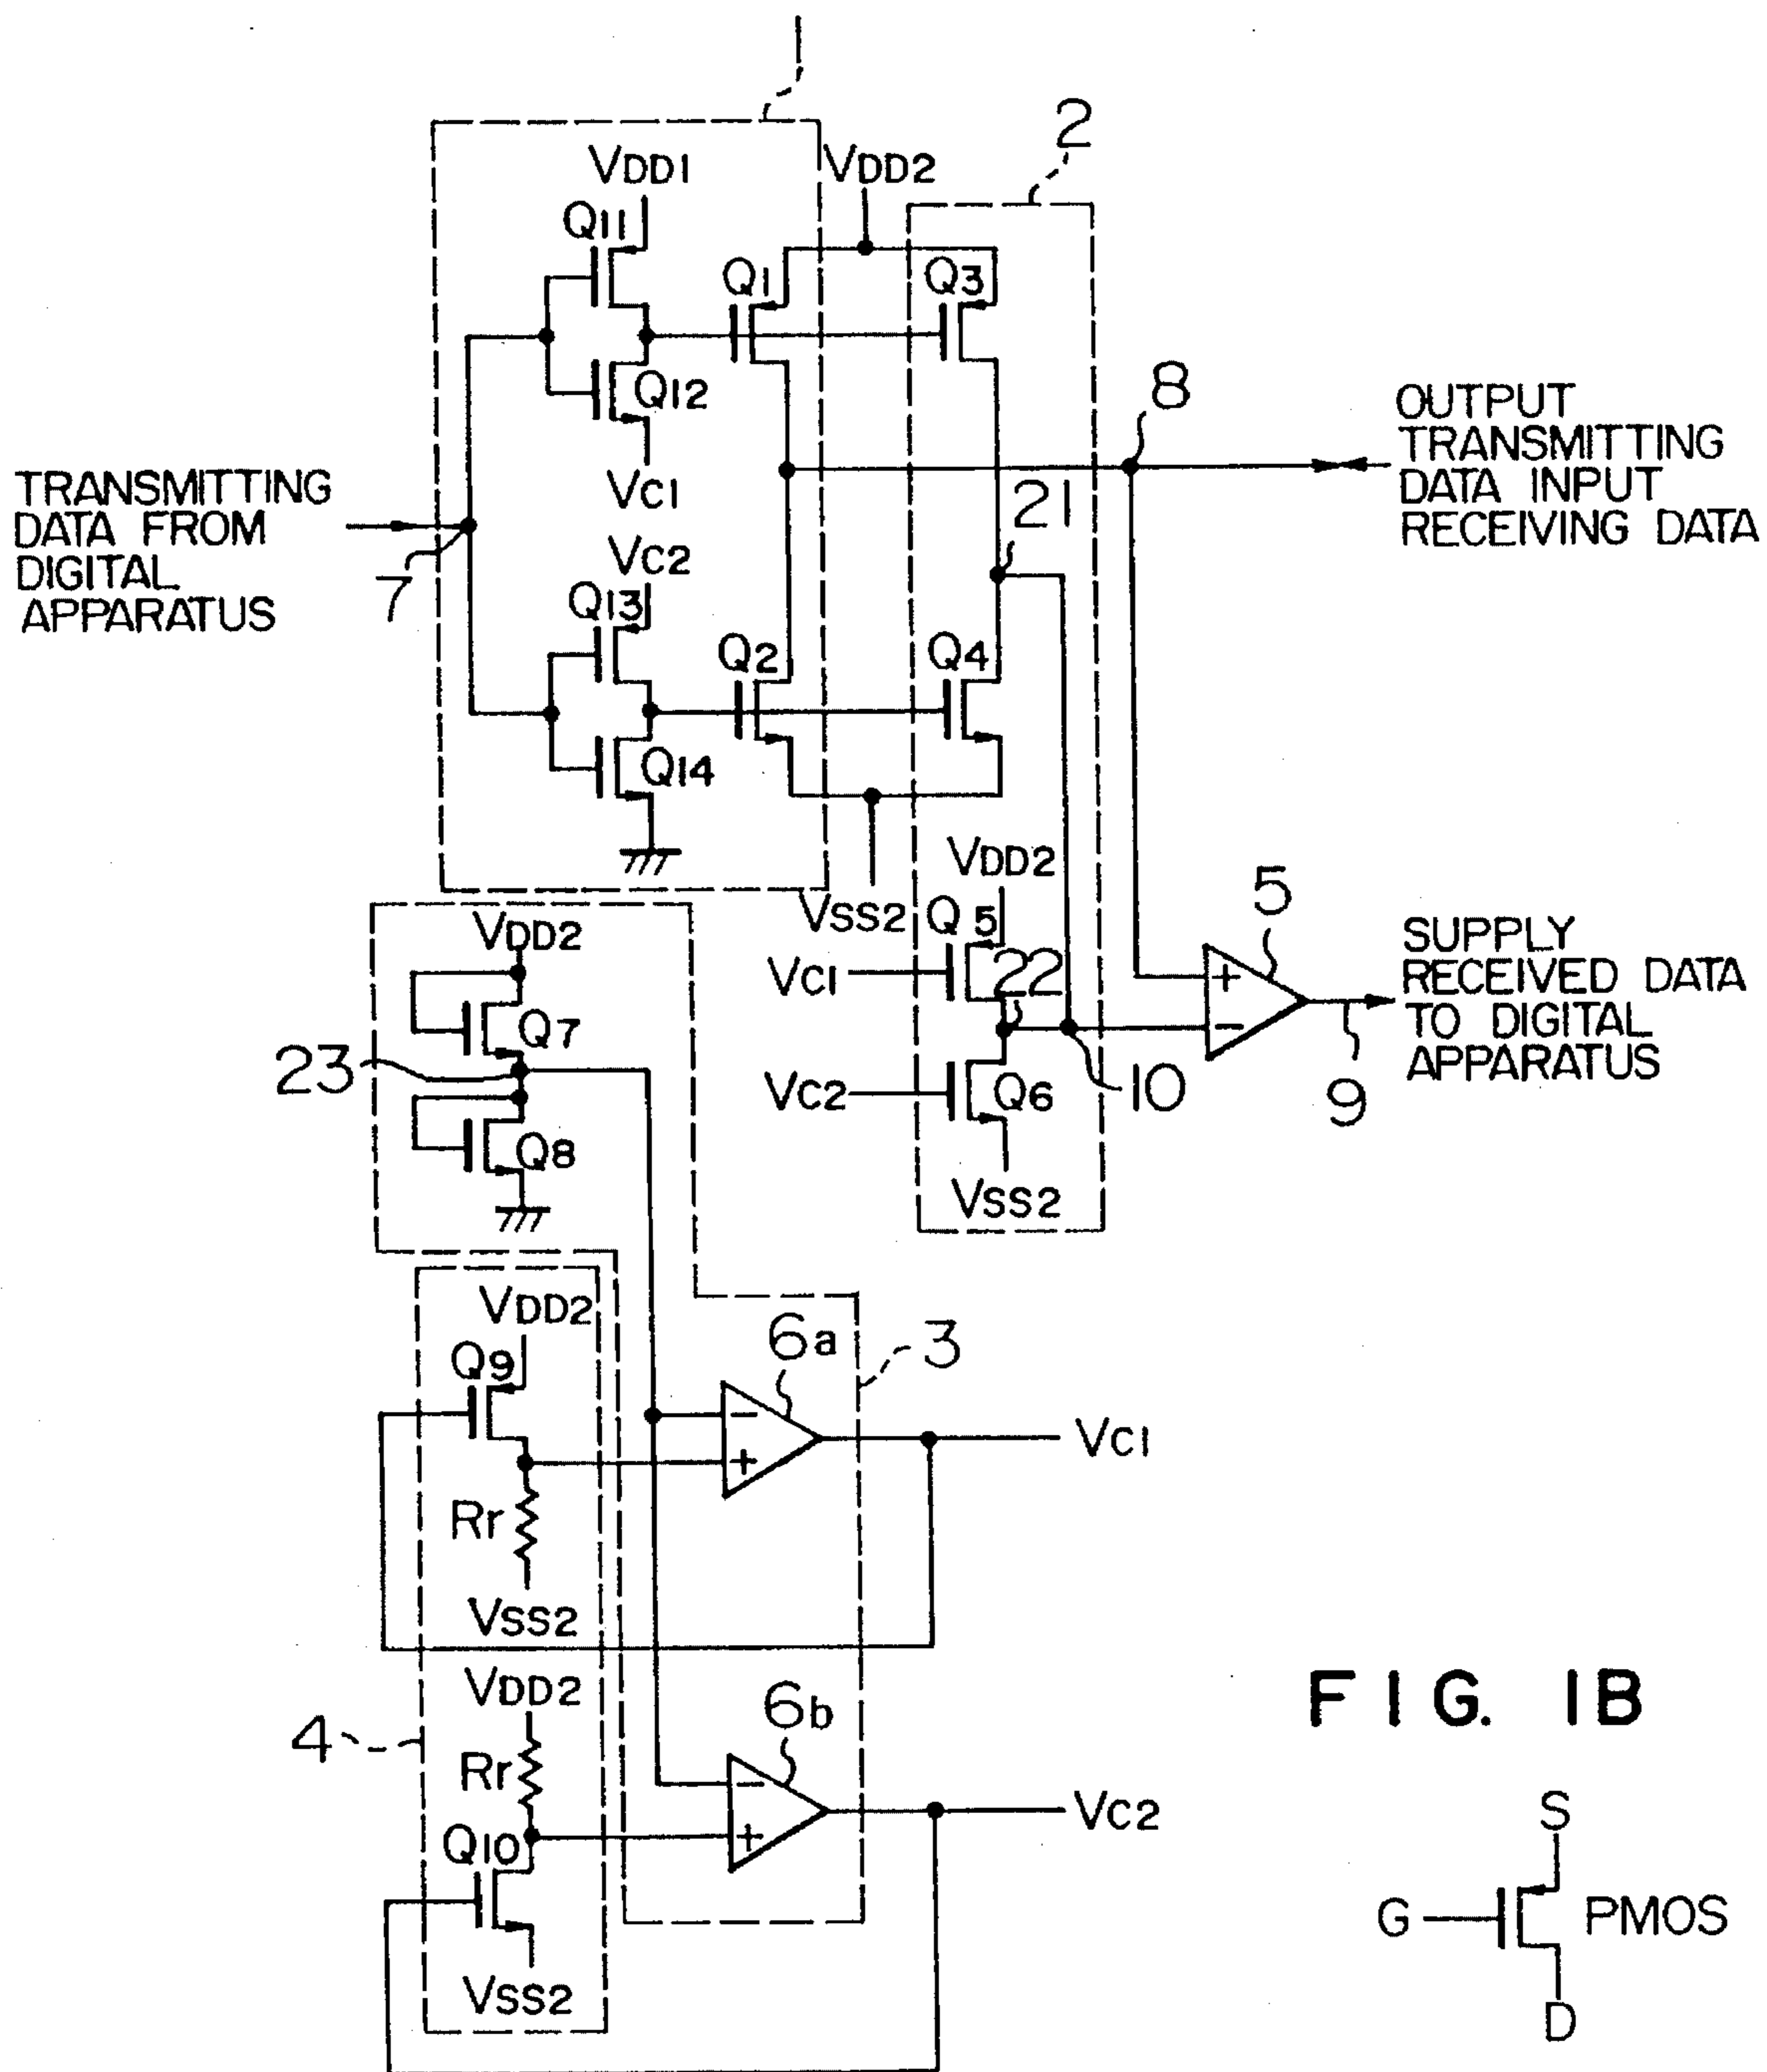 1
2
VDD1
VDD2
Q11
Q1
Q3
Q12
8
OUTPUT
TRANSMITTING
DATA INPUT
RECEIVING DATA
TRANSMITTING
DATA FROM
DIGITAL
APPARATUS
VC1
21
7
VC2
Q13
Q2
Q4
Q14
VDD2
VSS2
Q5
5
SUPPLY
RECEIVED DATA
TO DIGITAL
APPARATUS
VDD2
VC1
22
+
−
Q7
23
VC2
Q6
10
9
Q8
VSS2
VDD2
6a
3
Q9
−
+
VC1
Rr
VSS2
VDD2
6b
FIG. 1B
4
Rr
−
+
VC2
Q10
S
G
PMOS
VSS2
D